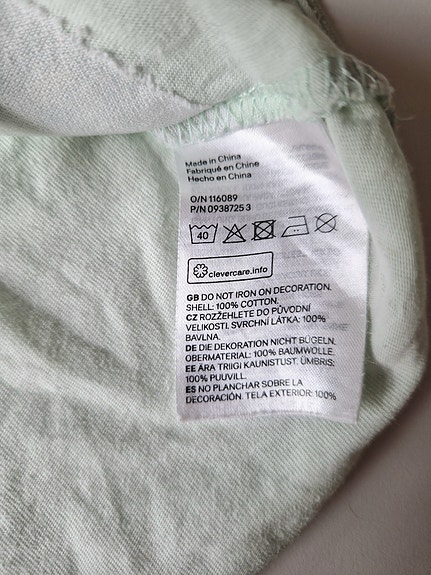 Made in China
Fabriqué en Chine
Hecho en China
O/N 116089
P/N 0938725 3
40
clevercare.info
GB DO NOT IRON ON DECORATION.
SHELL: 100% COTTON.
CZ ROZŽEHLETE DO PŮVODNÍ
VELIKOSTI. SVRCHNÍ LÁTKA: 100%
BAVLNA.
DE DIE DEKORATION NICHT BÜGELN.
OBERMATERIAL: 100% BAUMWOLLE.
EE ÄRA TRIIGI KAUNISTUST. ÜMBRIS:
100% PUUVILL.
ES NO PLANCHAR SOBRE LA
DECORACIÓN. TELA EXTERIOR: 100%